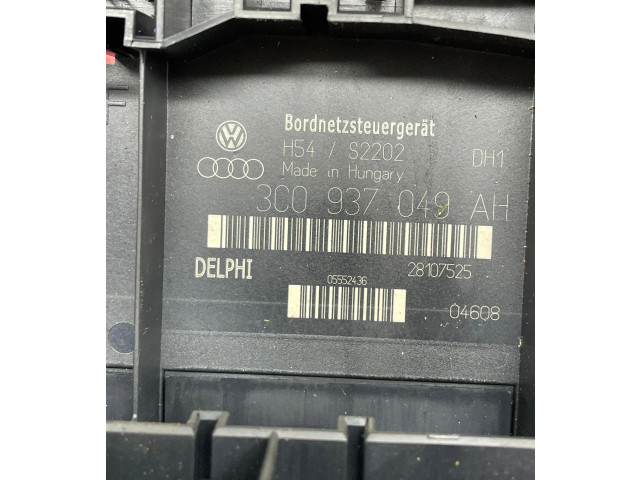 Bordnetzsteuergerät
H54 / S2202 DH1
Made in Hungary
3C0 937 049 AH
DELPHI 28107525
05552436
04608